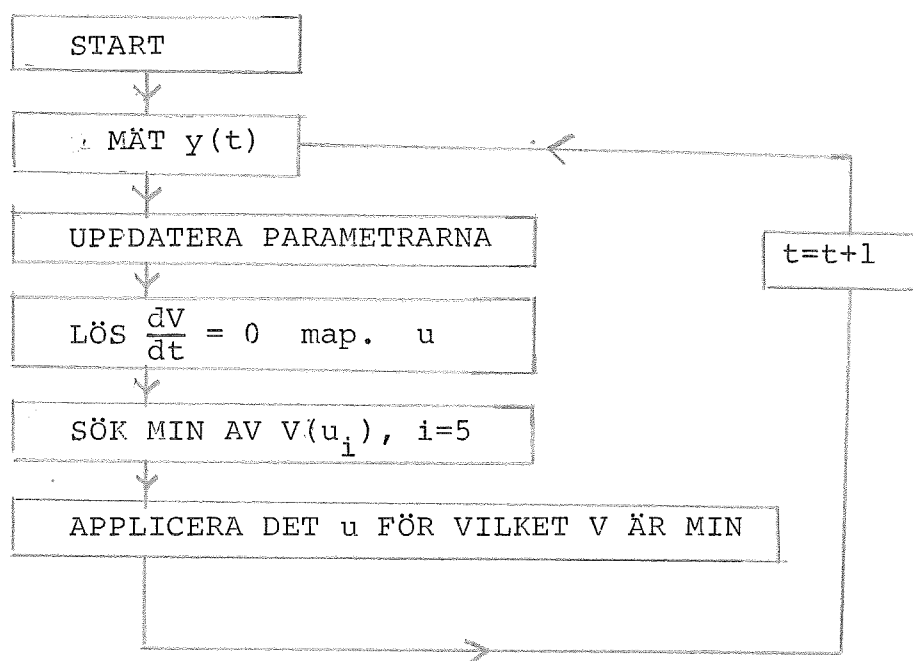 START
MÄT y(t)
UPPDATERA PARAMETRARNA
t=t+1
LÖS dV/dt = 0 map. u
SÖK MIN AV V(u_i), i=5
APPLICERA DET u FÖR VILKET V ÄR MIN